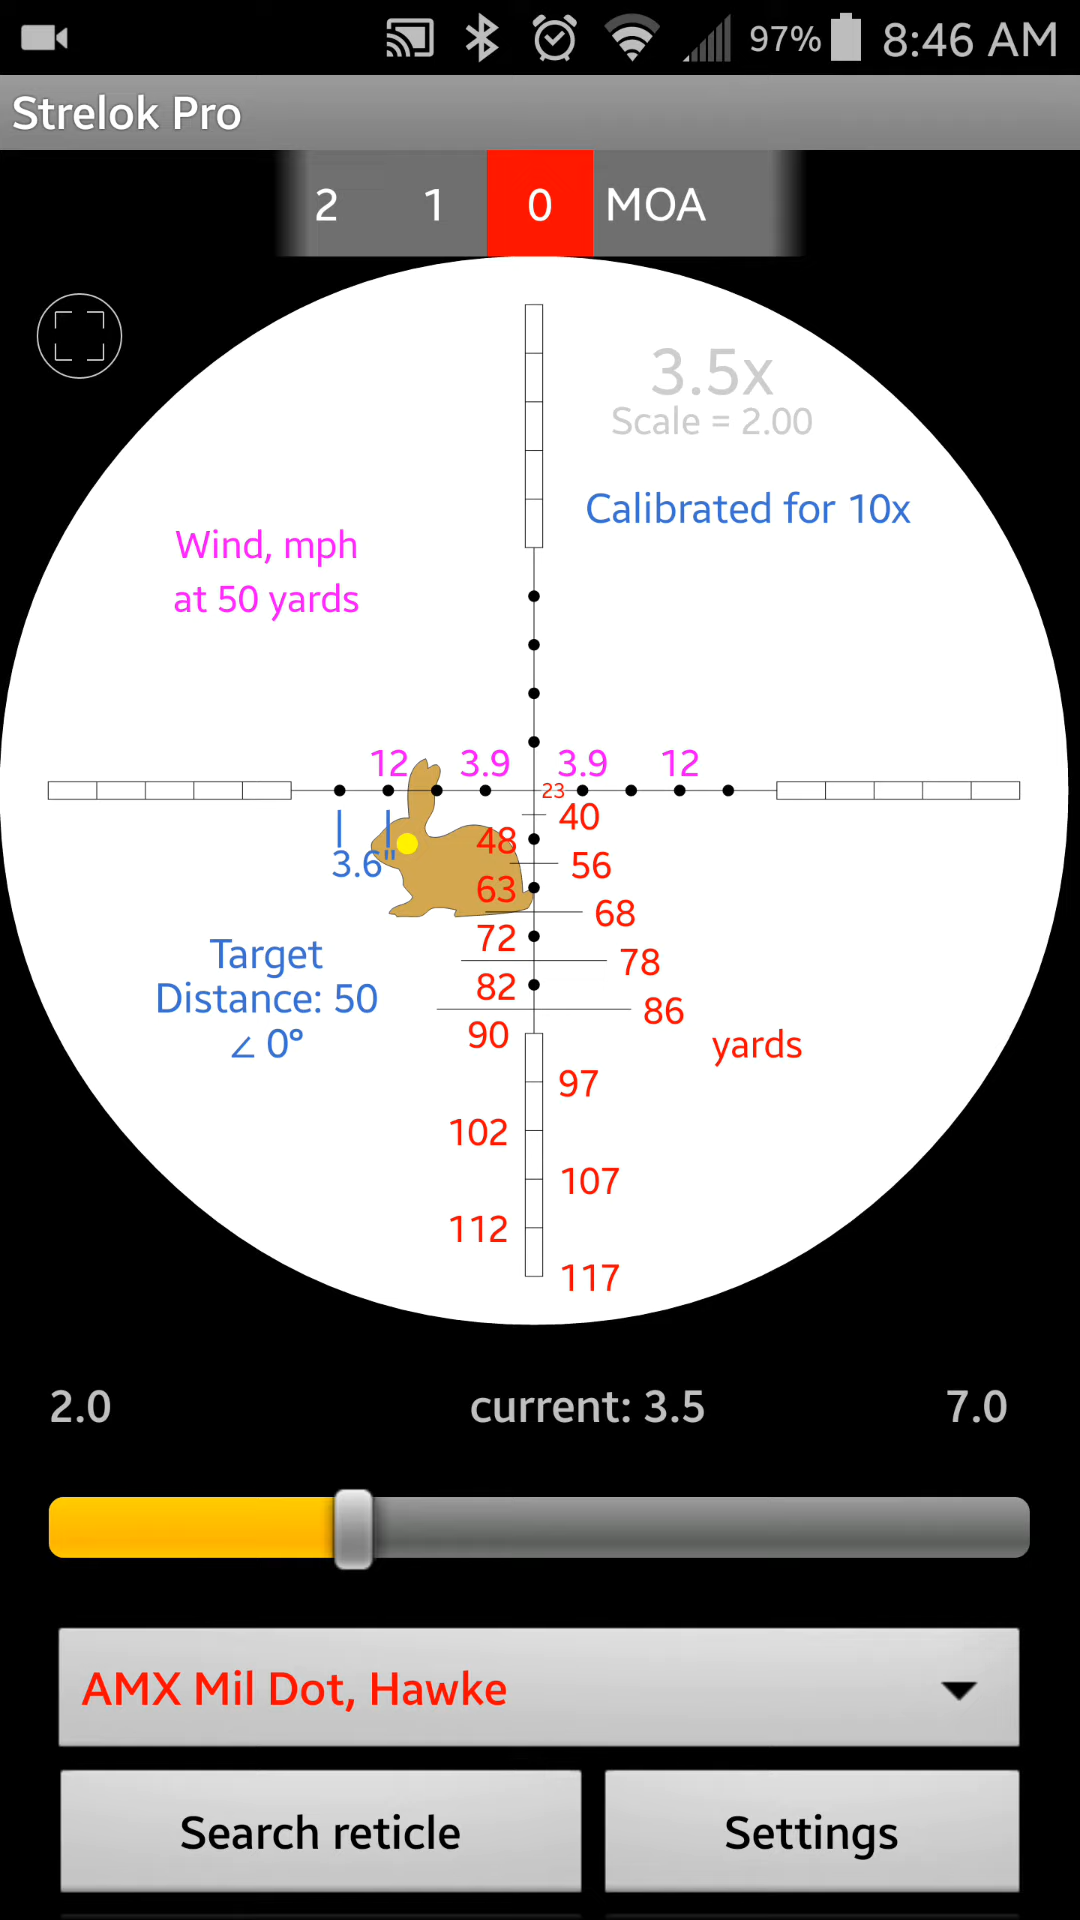 97% 8:46 AM
Strelok Pro
2 1 0 MOA
3.5x
Scale = 2.00
Calibrated for 10x
Wind, mph
at 50 yards
12 3.9 3.9 12
23
40
48
56
3.6"
63
68
72
Target
78
Distance: 50
82
86
∠ 0°
90
yards
97
102
107
112
117
2.0 current: 3.5 7.0
AMX Mil Dot, Hawke
Search reticle Settings